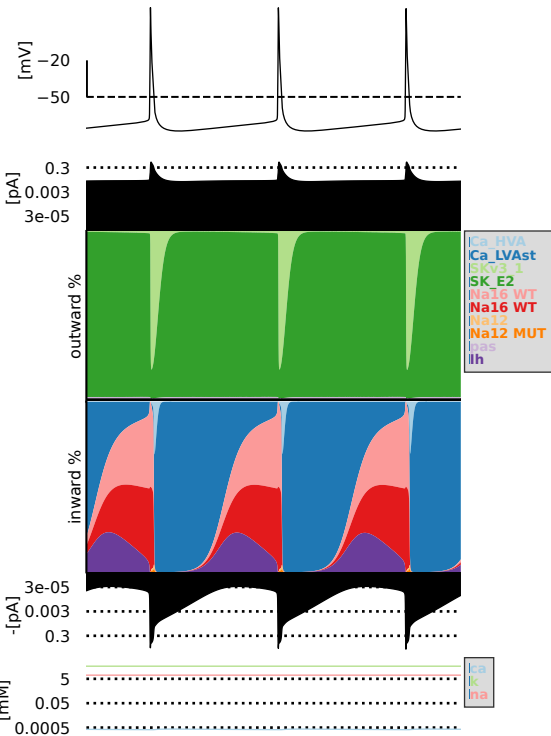 [mV]
−20
−50
[pA]
0.3
0.003
3e-05
outward %
Ca_HVA
Ca_LVAst
SKv3_1
SK_E2
Na16 WT
Na16 WT
Na12
Na12 MUT
pas
Ih
inward %
-[pA]
3e-05
0.003
0.3
[mM]
5
0.05
0.0005
ca
k
na